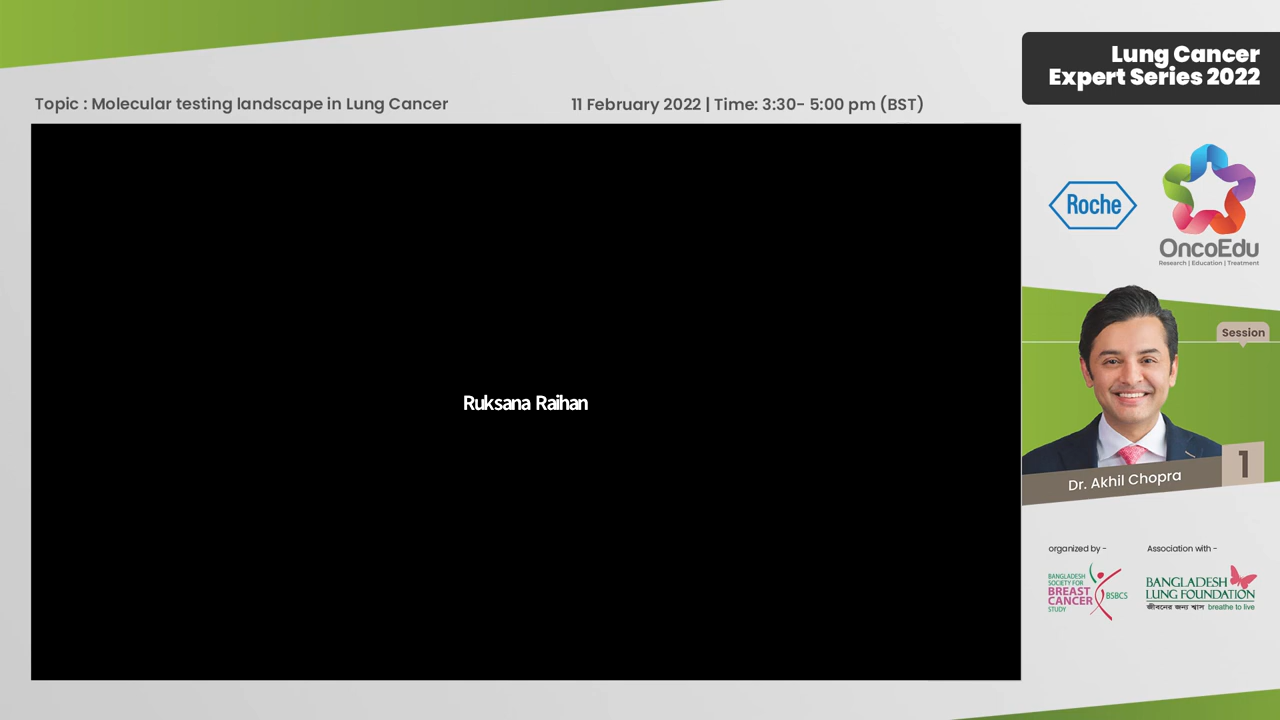 Lung Cancer
Expert Series 2022
Topic : Molecular testing landscape in Lung Cancer
11 February 2022 | Time: 3:30- 5:00 pm (BST)
Roche
OncoEdu
Research | Education | Treatment
Ruksana Raihan
Session
1
Dr. Akhil Chopra
organized by -
BANGLADESH
SOCIETY FOR
BREAST
CANCER
STUDY
BSBCS
Association with -
BANGLADESH
LUNG FOUNDATION
জীবনের জন্য শ্বাস breathe to live